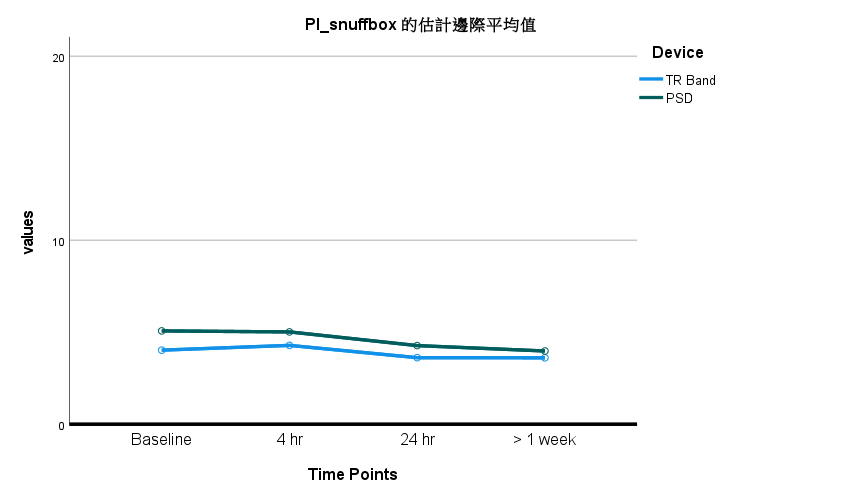 PI_snuffbox 的估計邊際平均值
Device
TR Band
PSD
values
20
10
0
Baseline
4 hr
24 hr
> 1 week
Time Points